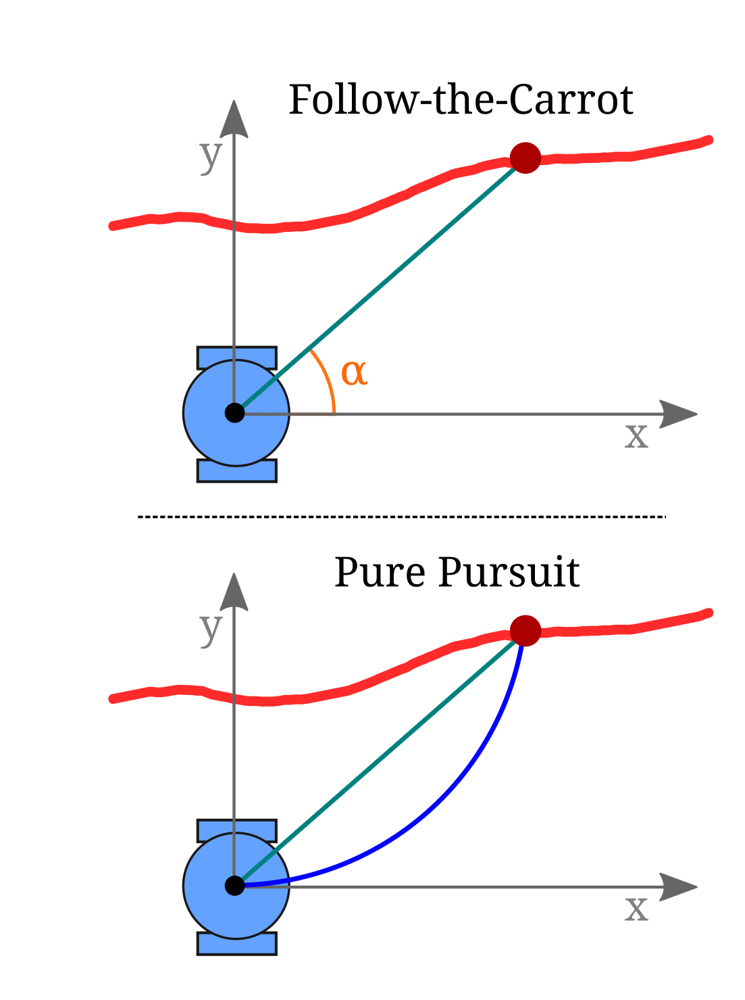 Follow-the-Carrot
y
α
x
Pure Pursuit
y
x